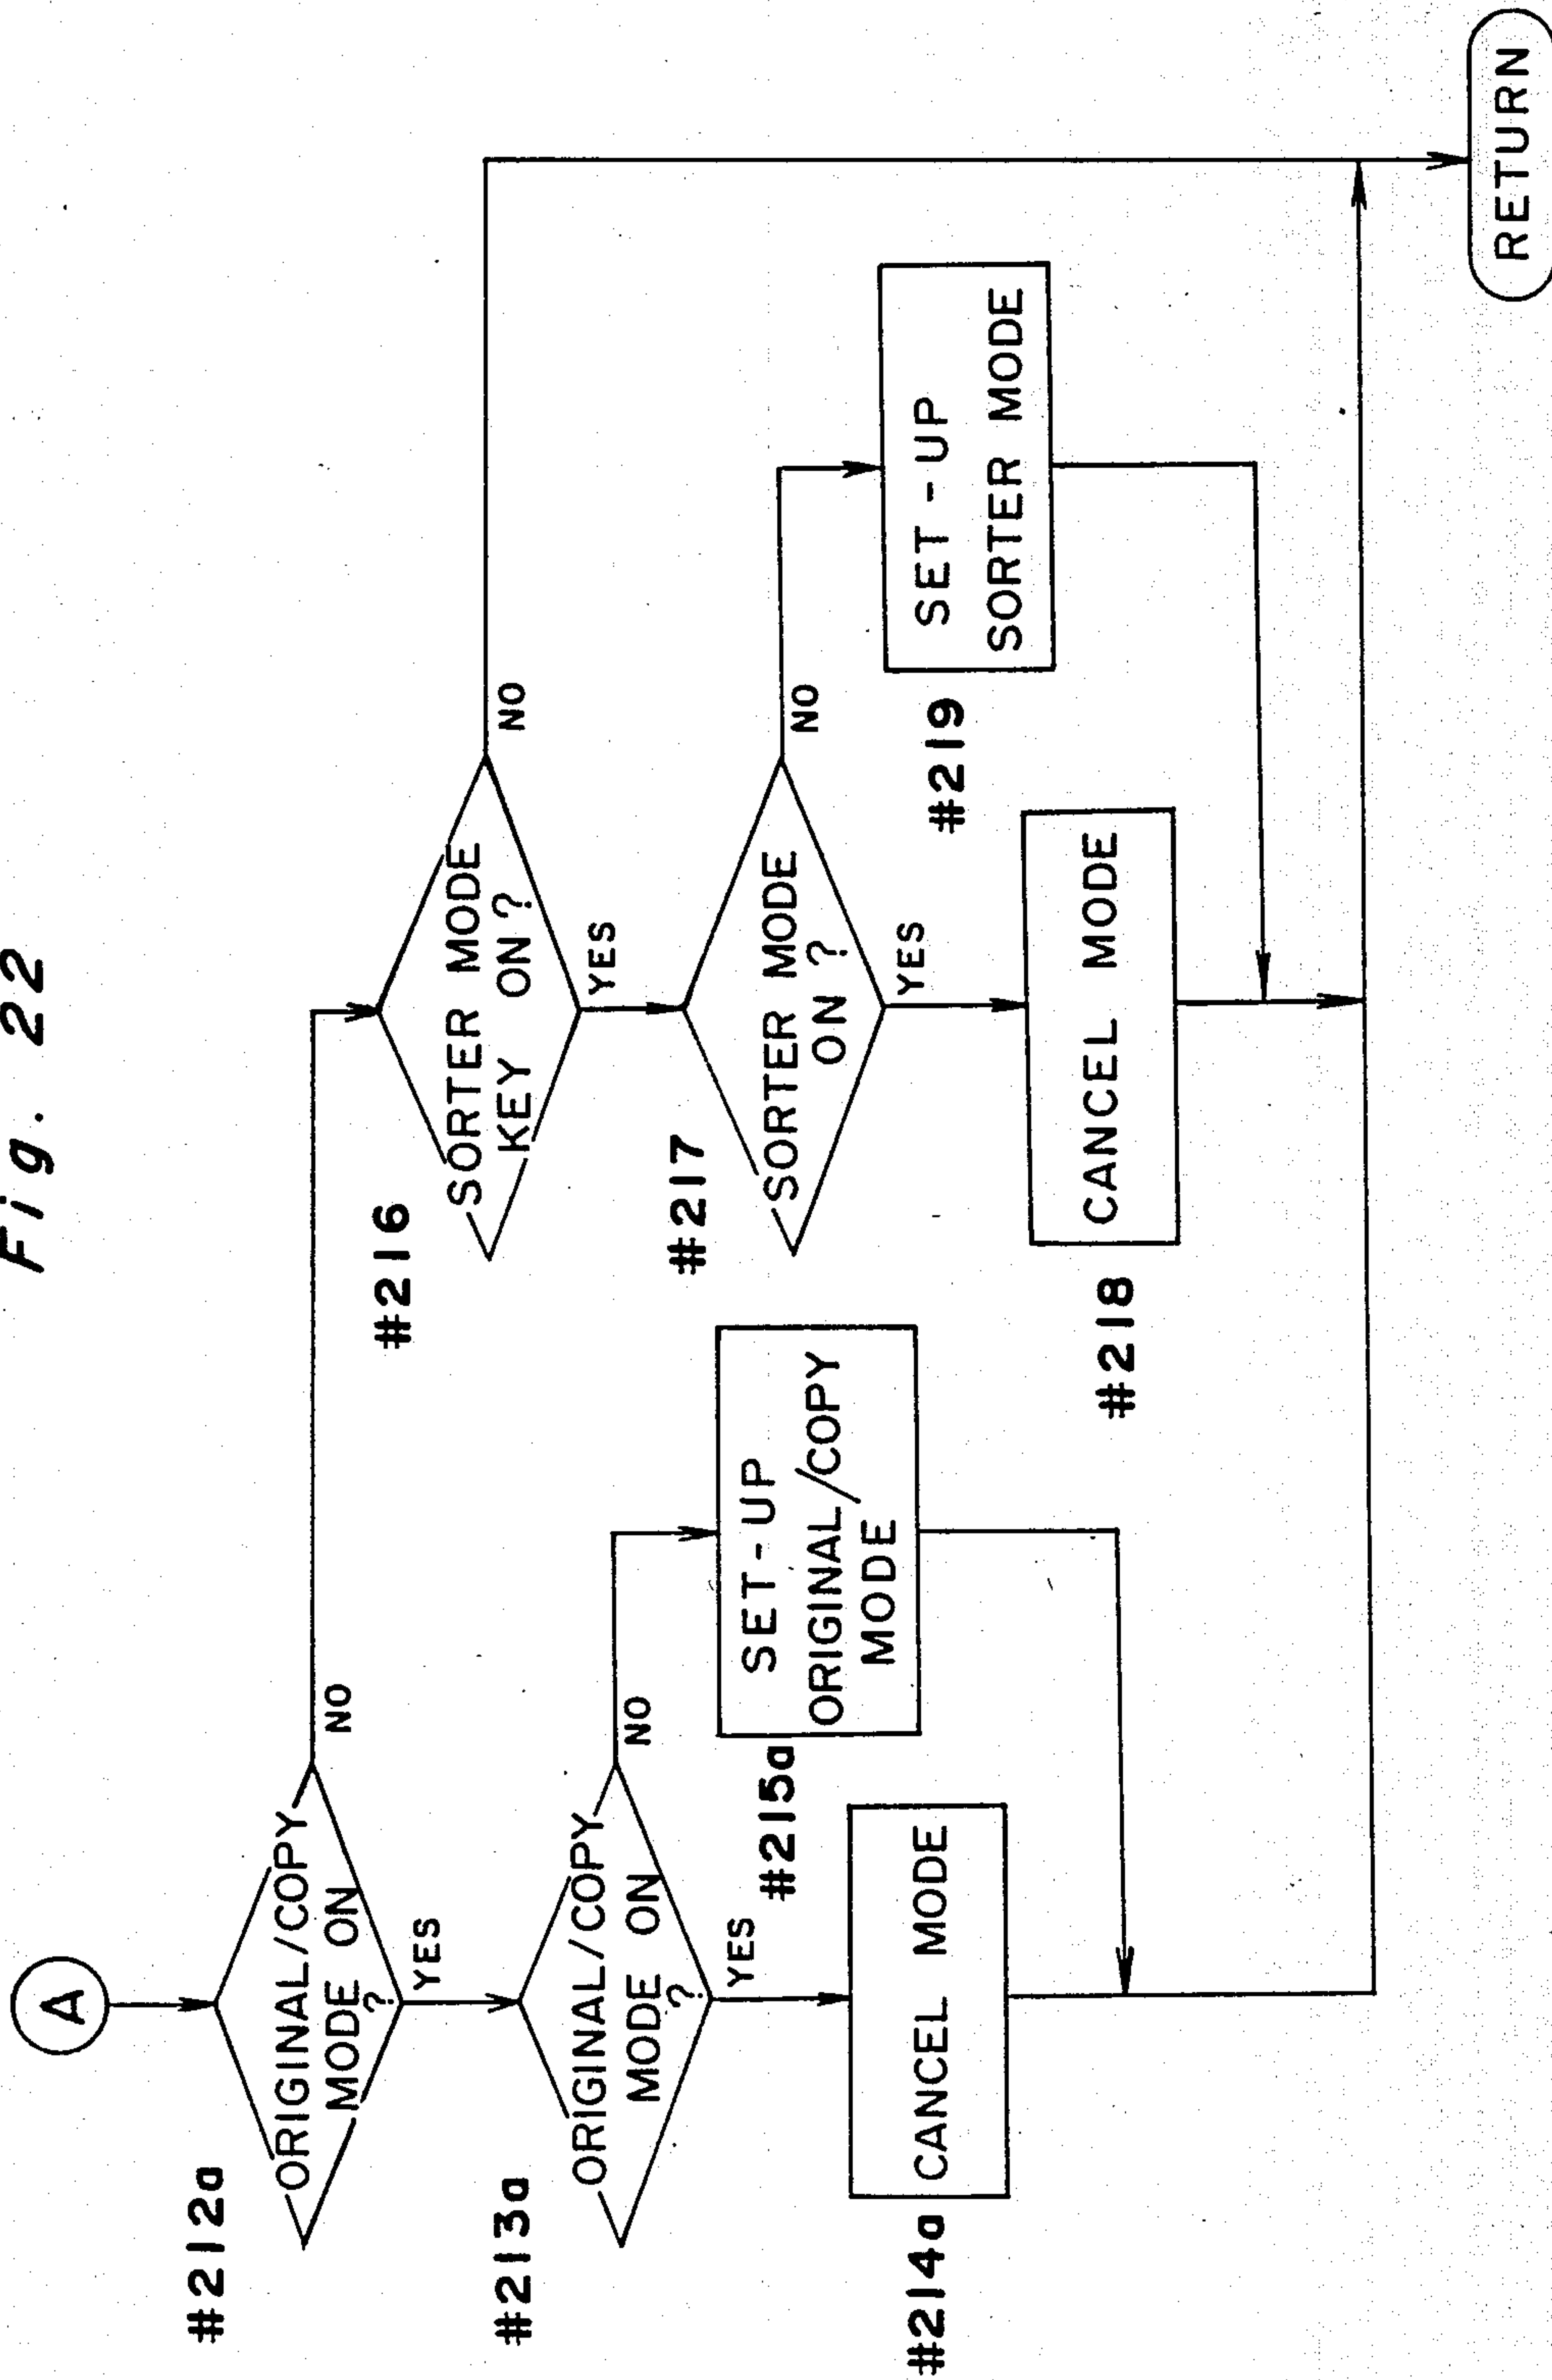 Fig. 22
A
#212a
ORIGINAL/COPY
MODE ON
?
NO
YES
#213a
ORIGINAL/COPY
MODE ON
?
NO
YES
#214a
CANCEL MODE
#215a
SET-UP
ORIGINAL/COPY
MODE
#216
SORTER MODE
KEY ON?
NO
YES
#217
SORTER MODE
ON?
NO
YES
#218
CANCEL MODE
#219
SET-UP
SORTER MODE
RETURN